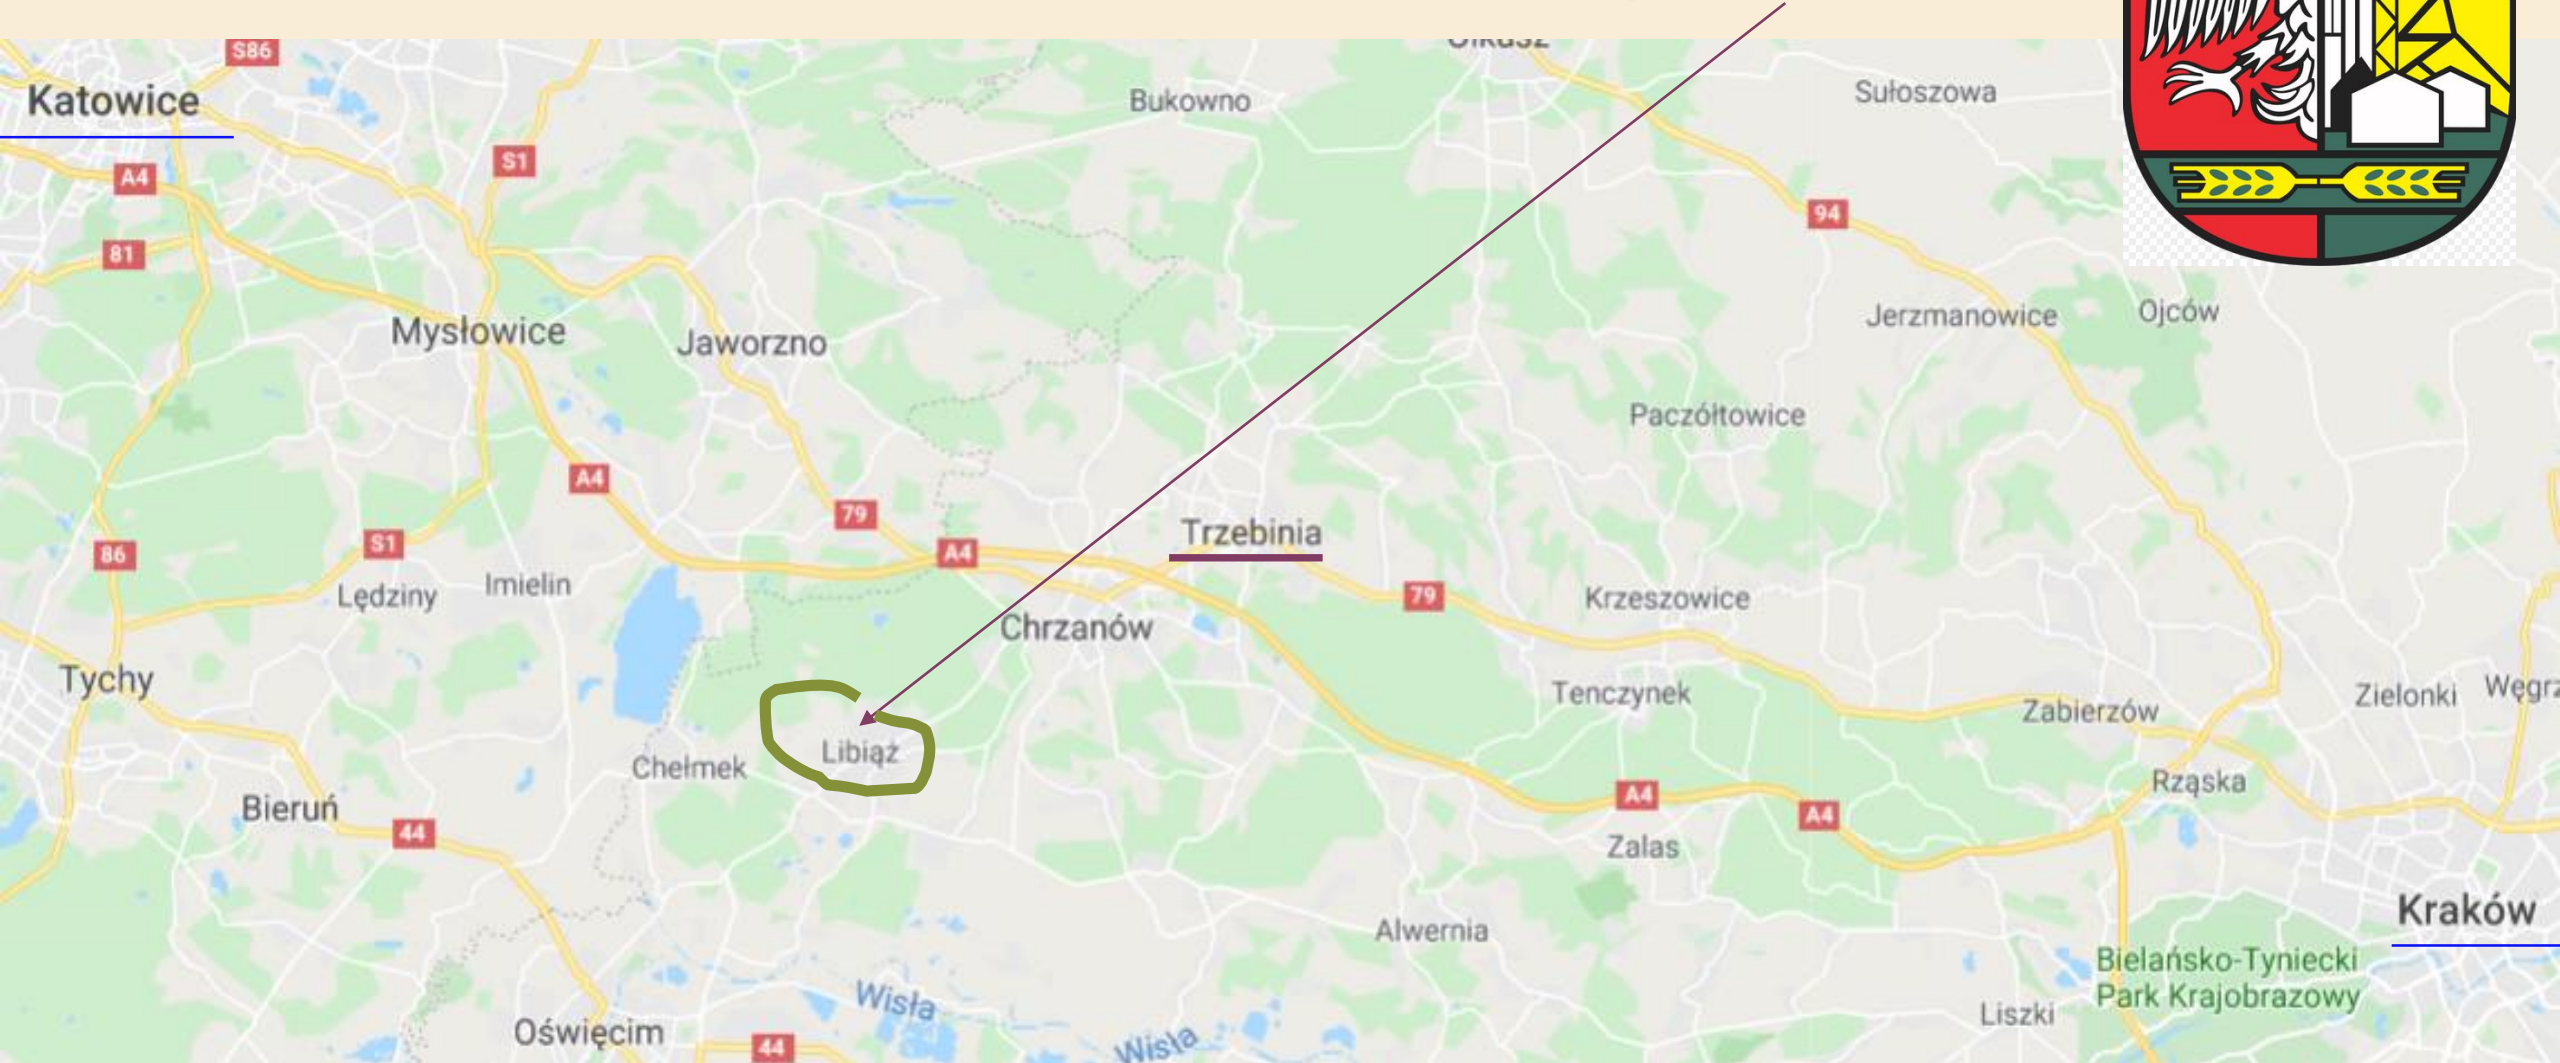 S86
Olkusz
Katowice
Bukowno
Sułoszowa
S1
A4
94
81
Mysłowice
Jaworzno
Jerzmanowice
Ojców
Paczółtowice
A4
79
Trzebinia
S1
86
A4
Lędziny
Imielin
79
Krzeszowice
Chrzanów
Tychy
Tenczynek
Zabierzów
Zielonki
Libiąż
Chełmek
Rząska
Bieruń
44
A4
A4
Zalas
Kraków
Alwernia
Bielańsko-Tyniecki
Park Krajobrazowy
Wisła
Liszki
Oświęcim
44
Wisła